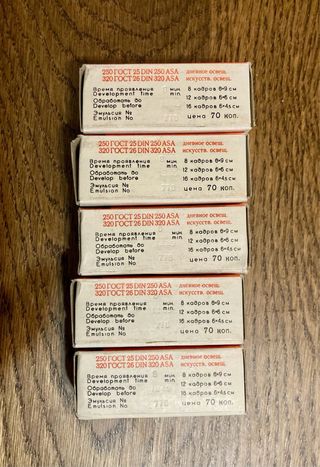 250 ГОСТ 25 DIN 250 ASA дневное освещ.
320 ГОСТ 26 DIN 320 ASA искусств. освещ.
Время проявления мин. 8 кадров 6×9 см
Development time min.
Обработать до 12 кадров 6×6 см
Develop before 16 кадров 6×4,5 см
Эмульсия №
Emulsion No. цена 70 коп.
250 ГОСТ 25 DIN 250 ASA дневное освещ.
320 ГОСТ 26 DIN 320 ASA искусств. освещ.
Время проявления мин. 8 кадров 6×9 см
Development time min.
Обработать до 12 кадров 6×6 см
Develop before 16 кадров 6×4,5 см
Эмульсия №
Emulsion No. цена 70 коп.
250 ГОСТ 25 DIN 250 ASA дневное освещ.
320 ГОСТ 26 DIN 320 ASA искусств. освещ.
Время проявления мин. 8 кадров 6×9 см
Development time min.
Обработать до 12 кадров 6×6 см
Develop before 16 кадров 6×4,5 см
Эмульсия №
Emulsion No. цена 70 коп.
250 ГОСТ 25 DIN 250 ASA дневное освещ.
320 ГОСТ 26 DIN 320 ASA искусств. освещ.
Время проявления мин. 8 кадров 6×9 см
Development time min.
Обработать до 12 кадров 6×6 см
Develop before 16 кадров 6×4,5 см
Эмульсия №
Emulsion No. цена 70 коп.
250 ГОСТ 25 DIN 250 ASA дневное освещ.
320 ГОСТ 26 DIN 320 ASA искусств. освещ.
Время проявления мин. 8 кадров 6×9 см
Development time min.
Обработать до 12 кадров 6×6 см
Develop before 16 кадров 6×4,5 см
Эмульсия №
Emulsion No. цена 70 коп.